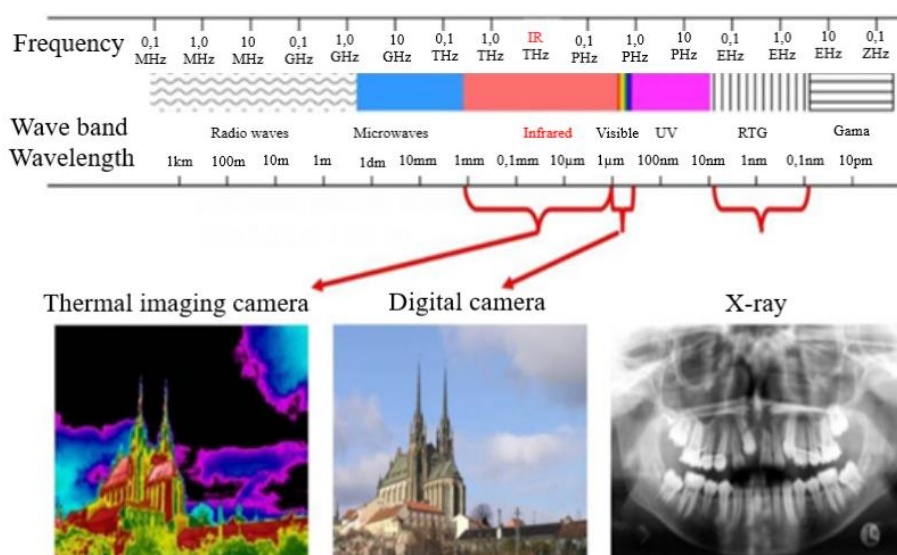 Frequency
0,1 MHz 1,0 MHz 10 MHz 0,1 GHz 1,0 GHz 10 GHz 0,1 THz 1,0 THz IR THz 0,1 PHz 1,0 PHz 10 PHz 0,1 EHz 1,0 EHz 10 EHz 0,1 ZHz
Wave band
Radio waves Microwaves Infrared Visible UV RTG Gama
Wavelength
1km 100m 10m 1m 1dm 10mm 1mm 0,1mm 10µm 1µm 100nm 10nm 1nm 0,1nm 10pm
Thermal imaging camera Digital camera X-ray